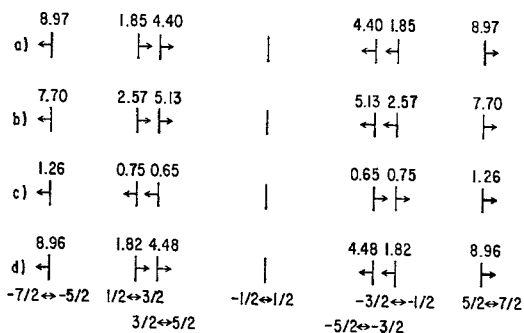 8.97 1.85 4.40 4.40 1.85 8.97
a)
7.70 2.57 5.13 5.13 2.57 7.70
b)
1.26 0.75 0.65 0.65 0.75 1.26
c)
8.96 1.82 4.48 4.48 1.82 8.96
d)
-7/2↔-5/2 1/2↔3/2 -1/2↔1/2 -3/2↔-1/2 5/2↔7/2
3/2↔5/2 -5/2↔-3/2